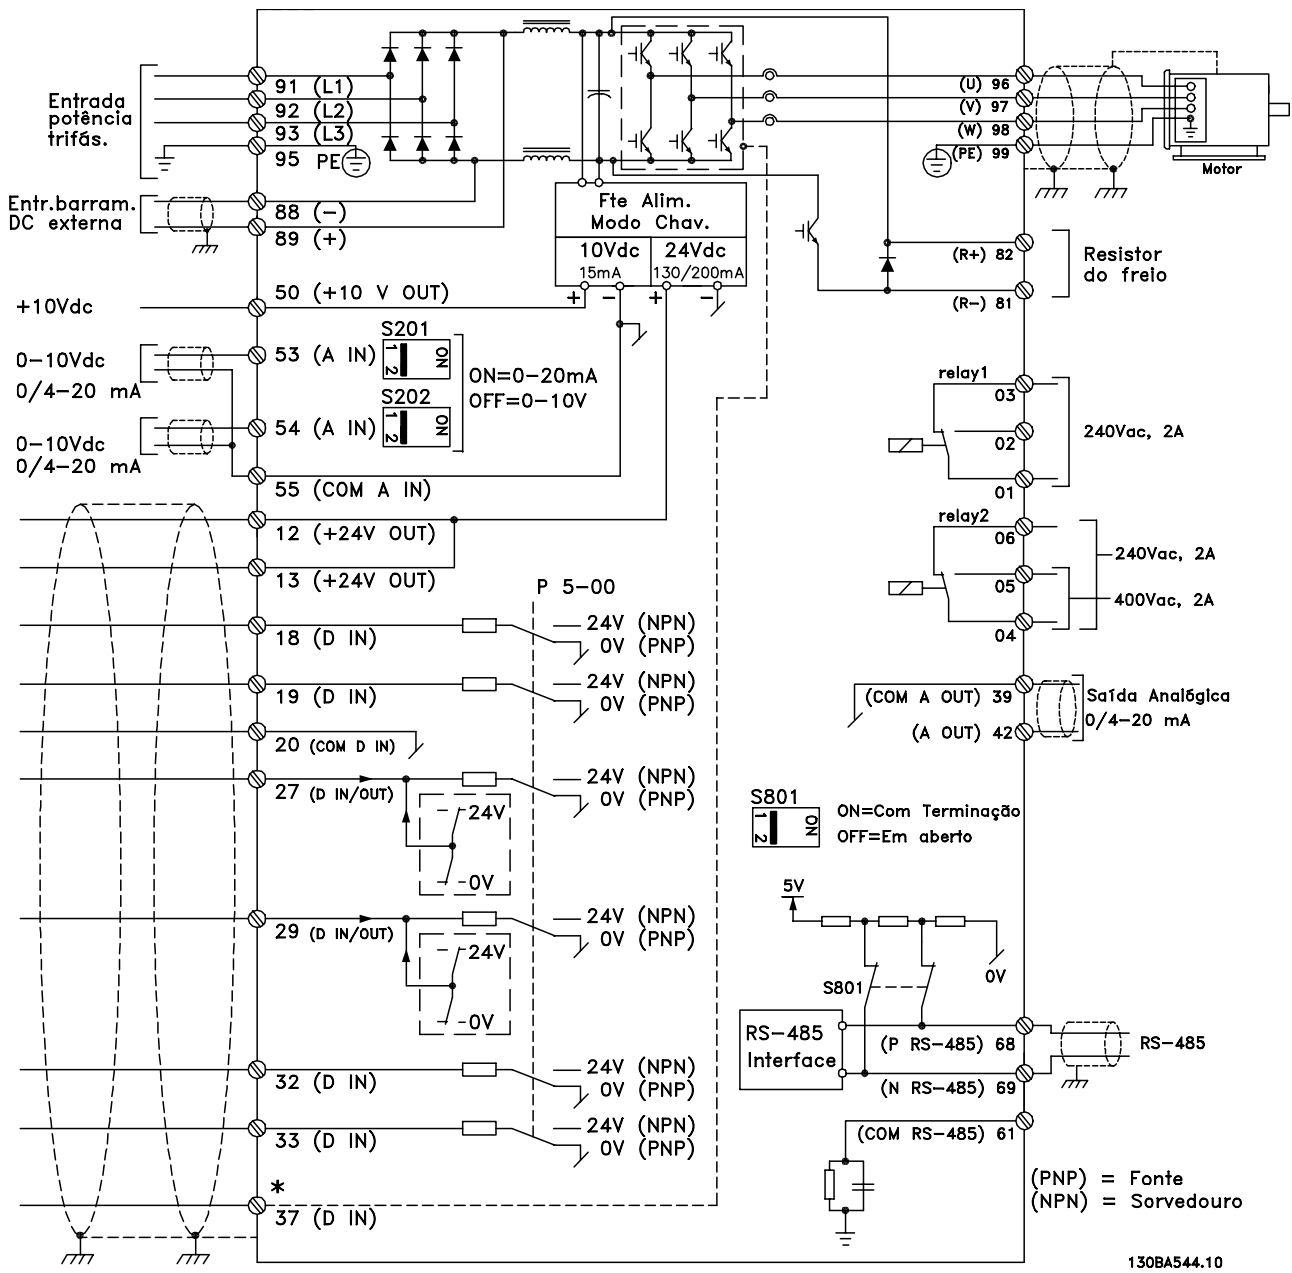 Entrada
potência
trifás.
91 (L1)
92 (L2)
93 (L3)
95 PE
Entr.barram.
DC externa
88 (−)
89 (+)
Fte Alim.
Modo Chav.
10Vdc
15mA
24Vdc
130/200mA
+ − + −
(U) 96
(V) 97
(W) 98
(PE) 99
Motor
(R+) 82
(R−) 81
Resistor
do freio
+10Vdc
50 (+10 V OUT)
0−10Vdc
0/4−20 mA
53 (A IN)
S201
1 2
ON
ON=0−20mA
OFF=0−10V
0−10Vdc
0/4−20 mA
54 (A IN)
S202
1 2
ON
55 (COM A IN)
12 (+24V OUT)
13 (+24V OUT)
P 5-00
18 (D IN)
24V (NPN)
0V (PNP)
19 (D IN)
24V (NPN)
0V (PNP)
20 (COM D IN)
27 (D IN/OUT)
24V (NPN)
0V (PNP)
24V
0V
29 (D IN/OUT)
24V (NPN)
0V (PNP)
24V
0V
32 (D IN)
24V (NPN)
0V (PNP)
33 (D IN)
24V (NPN)
0V (PNP)
*
37 (D IN)
relay1
03
02
01
240Vac, 2A
relay2
06
05
04
240Vac, 2A
400Vac, 2A
(COM A OUT) 39
(A OUT) 42
Saída Analógica
0/4−20 mA
S801
1 2
ON
ON=Com Terminação
OFF=Em aberto
5V
0V
S801
RS−485
Interface
(P RS−485) 68
(N RS−485) 69
RS−485
(COM RS−485) 61
(PNP) = Fonte
(NPN) = Sorvedouro
130BA544.10